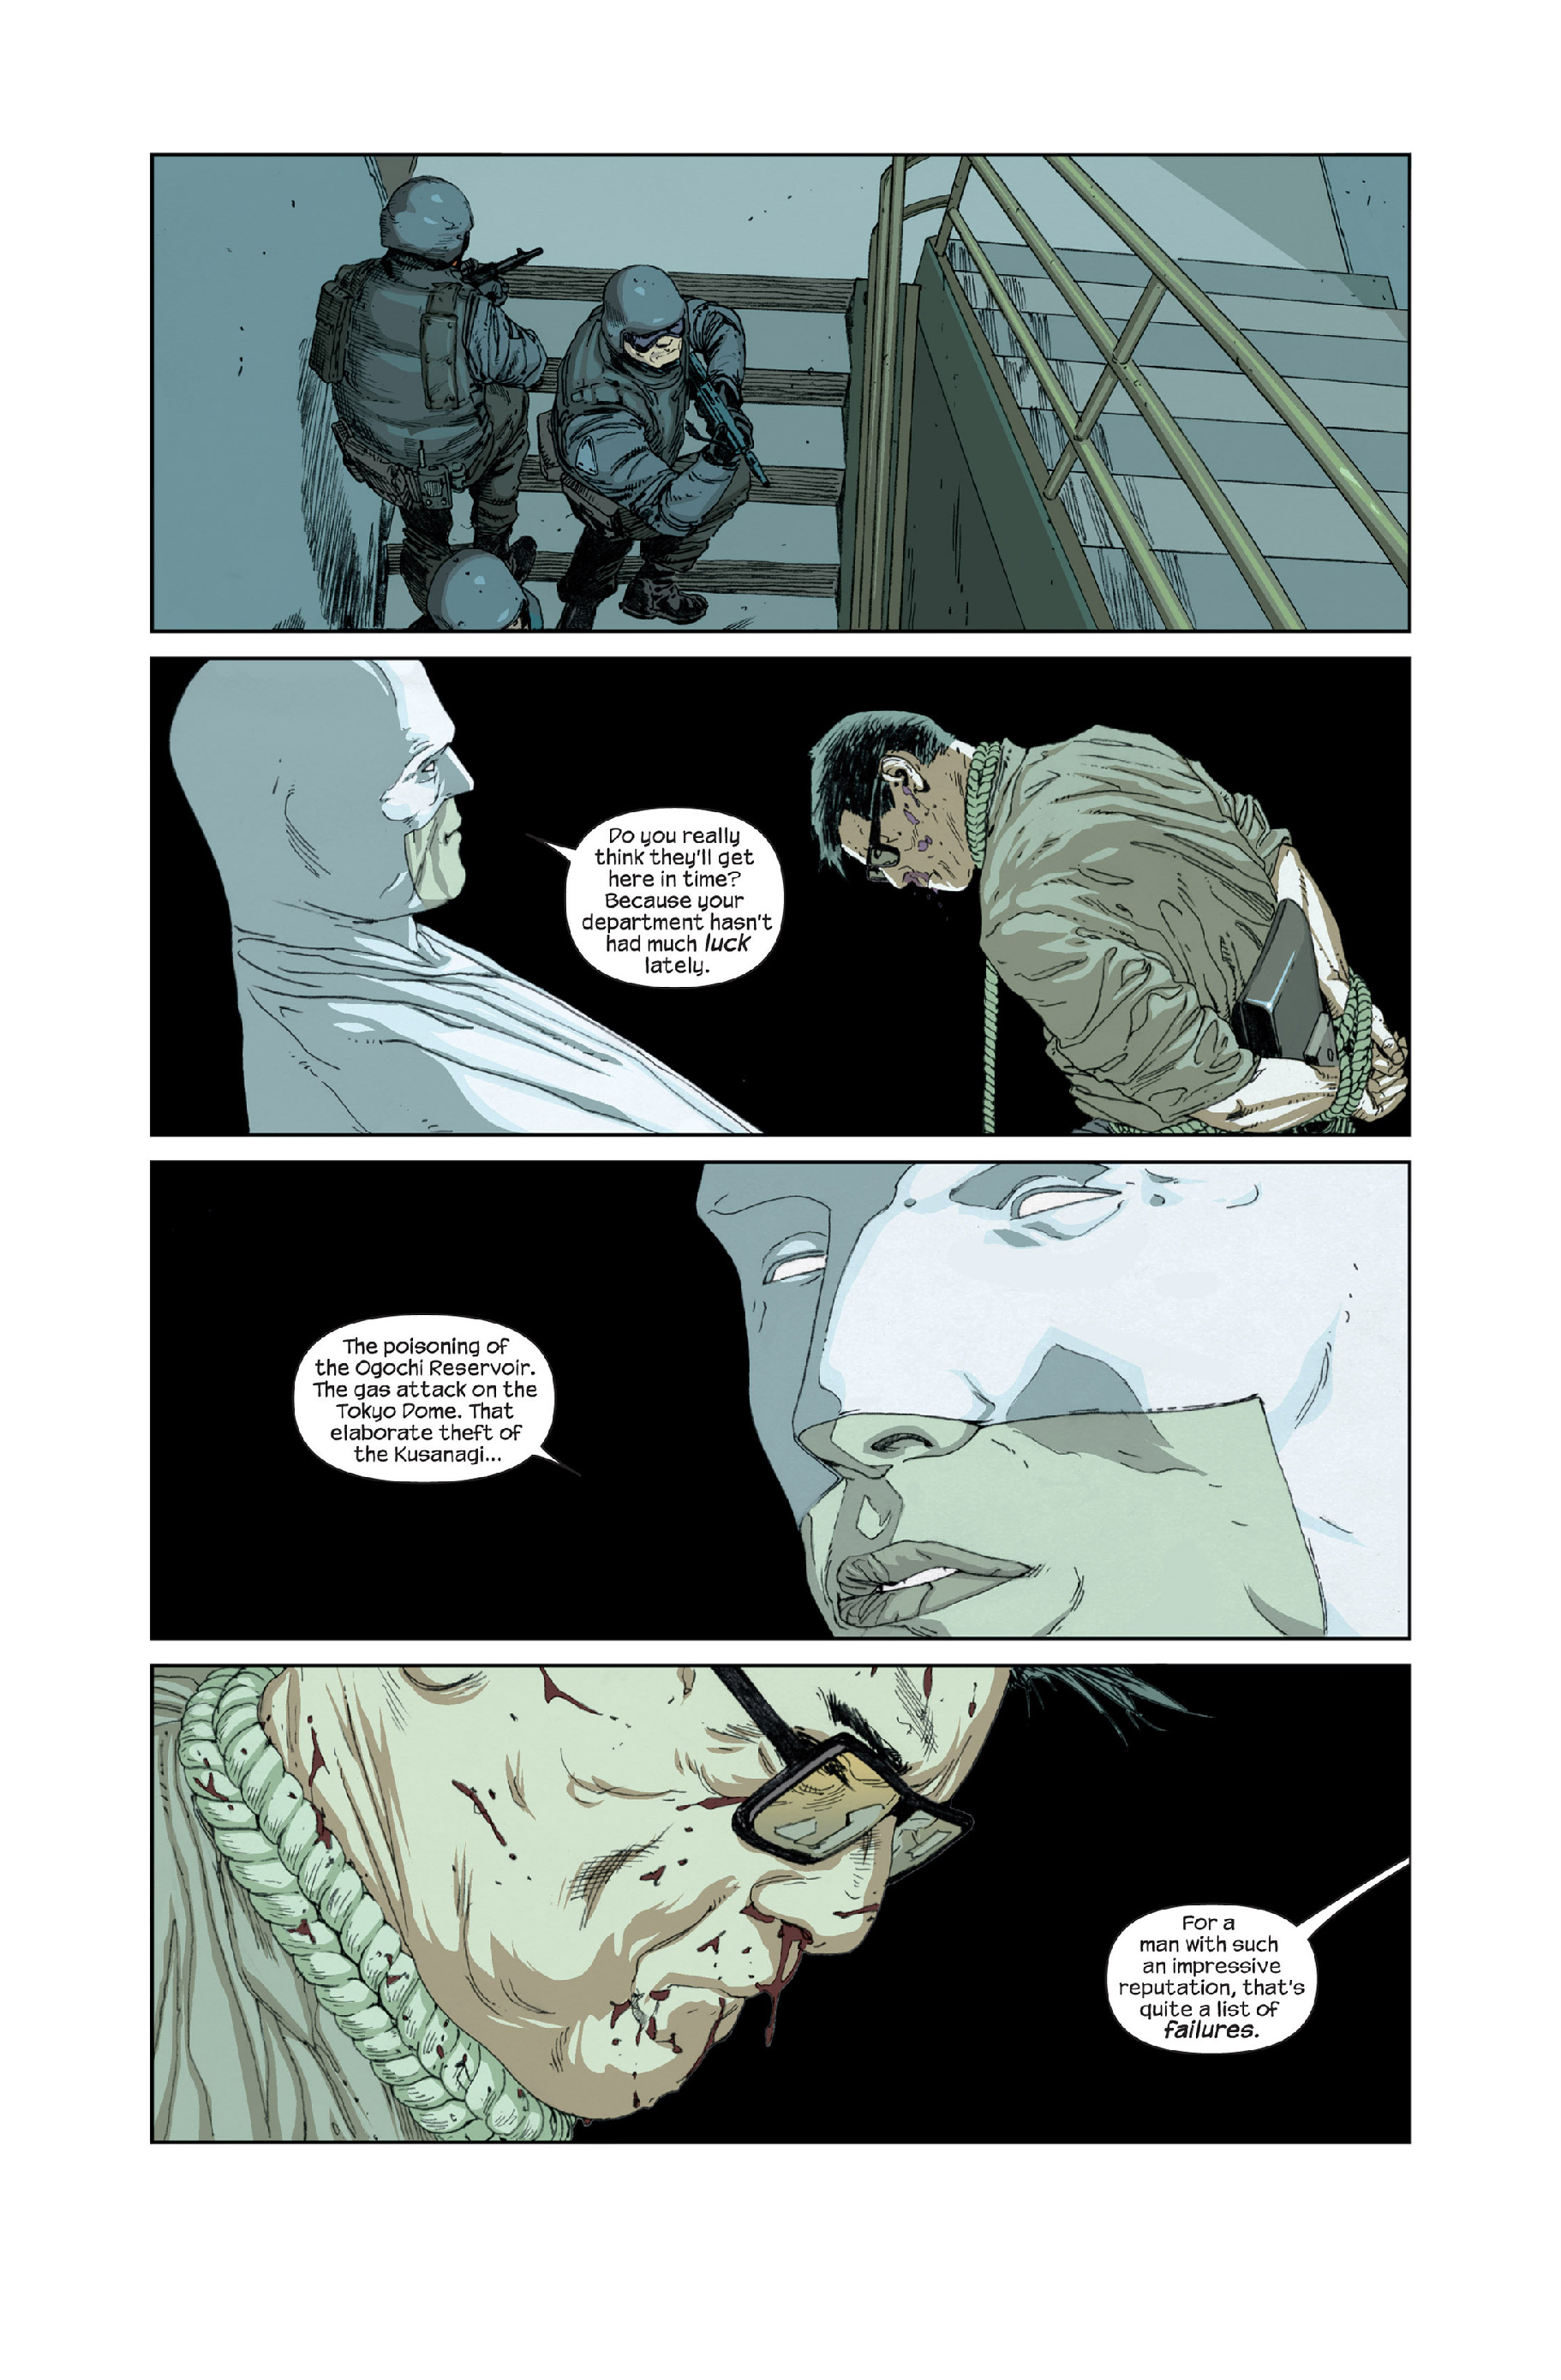 Do you really
think they'll get
here in time?
Because your
department hasn't
had much luck
lately.
The poisoning of
the Ogochi Reservoir.
The gas attack on the
Tokyo Dome. That
elaborate theft of
the Kusanagi...
For a
man with such
an impressive
reputation, that's
quite a list of
failures.